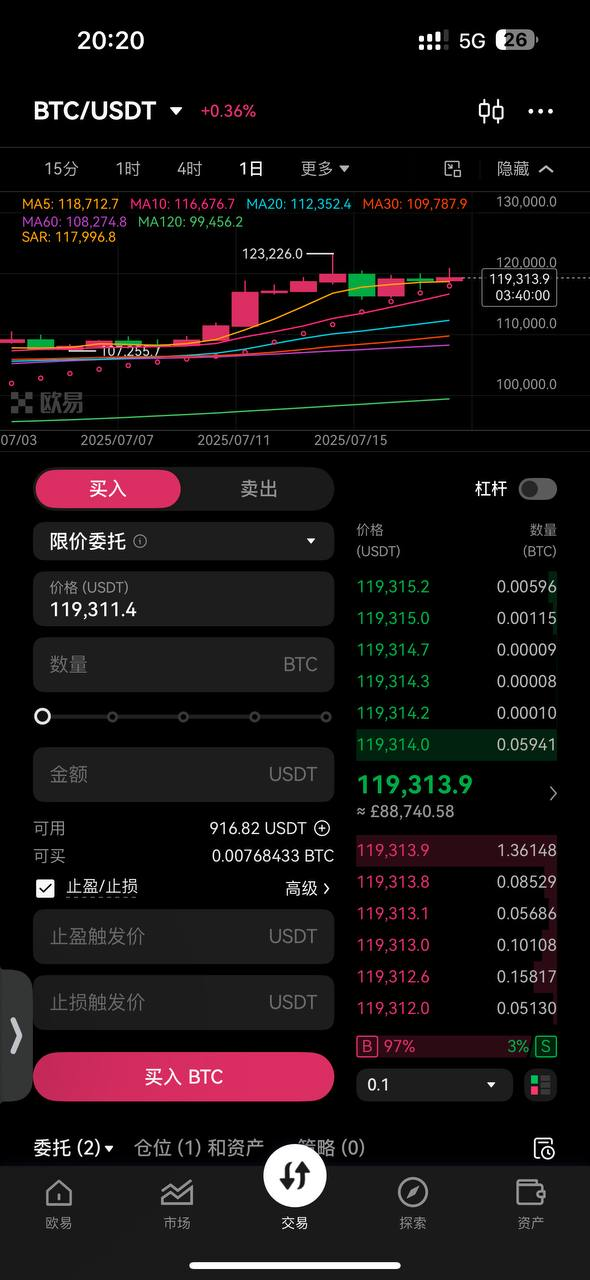 20:20 5G 26
BTC/USDT +0.36%
15分 1时 4时 1日 更多 隐藏
MA5: 118,712.7 MA10: 116,676.7 MA20: 112,352.4 MA30: 109,787.9
MA60: 108,274.8 MA120: 99,456.2
SAR: 117,996.8
130,000.0
123,226.0
120,000.0
119,313.9
03:40:00
110,000.0
107,255.7
100,000.0
欧易
07/03 2025/07/07 2025/07/11 2025/07/15
买入 卖出 杠杆
限价委托
价格 (USDT)
119,311.4
数量 BTC
金额 USDT
可用 916.82 USDT
可买 0.00768433 BTC
止盈/止损 高级
止盈触发价 USDT
止损触发价 USDT
买入 BTC
价格 数量
(USDT) (BTC)
119,315.2 0.00596
119,315.0 0.00115
119,314.7 0.00009
119,314.3 0.00008
119,314.2 0.00010
119,314.0 0.05941
119,313.9
≈ £88,740.58
119,313.9 1.36148
119,313.8 0.08529
119,313.1 0.05686
119,313.0 0.10108
119,312.6 0.15817
119,312.0 0.05130
B 97% 3% S
0.1
委托 (2) 仓位 (1) 和资产 策略 (0)
欧易 市场 交易 探索 资产